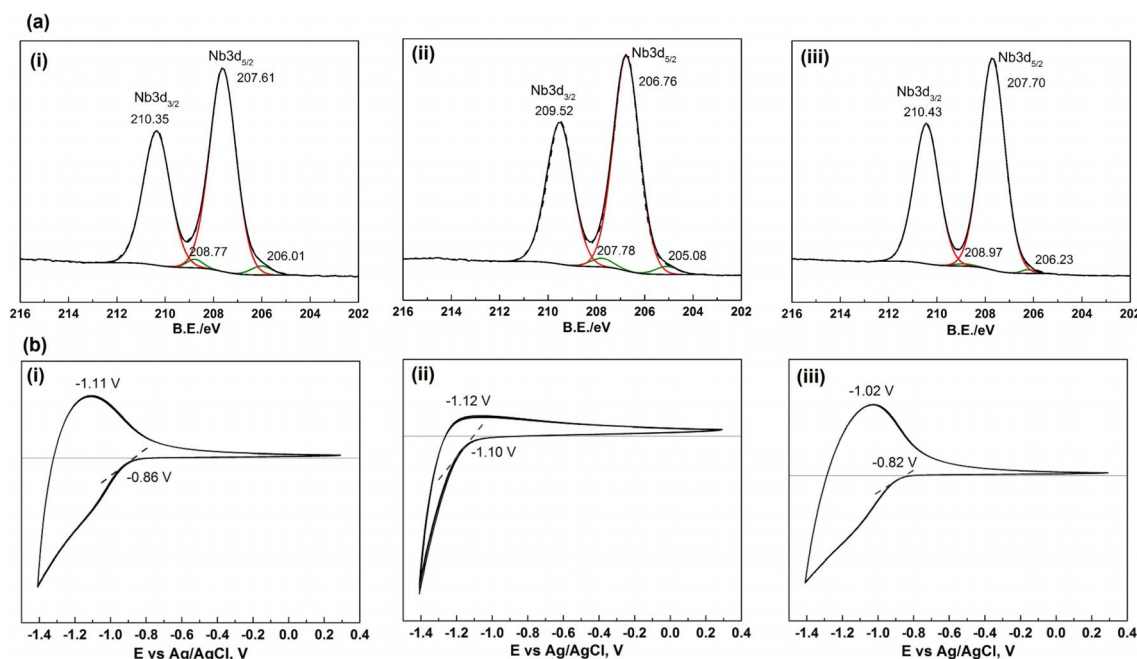 (a)
(i)
Nb3d5/2
207.61
Nb3d3/2
210.35
208.77
206.01
216 214 212 210 208 206 204 202
B.E./eV
(ii)
Nb3d5/2
206.76
Nb3d3/2
209.52
207.78
205.08
216 214 212 210 208 206 204 202
B.E./eV
(iii)
Nb3d5/2
207.70
Nb3d3/2
210.43
208.97
206.23
216 214 212 210 208 206 204 202
B.E./eV
(b)
(i)
-1.11 V
-0.86 V
-1.4 -1.2 -1.0 -0.8 -0.6 -0.4 -0.2 0.0 0.2 0.4
E vs Ag/AgCl, V
(ii)
-1.12 V
-1.10 V
-1.4 -1.2 -1.0 -0.8 -0.6 -0.4 -0.2 0.0 0.2 0.4
E vs Ag/AgCl, V
(iii)
-1.02 V
-0.82 V
-1.4 -1.2 -1.0 -0.8 -0.6 -0.4 -0.2 0.0 0.2 0.4
E vs Ag/AgCl, V